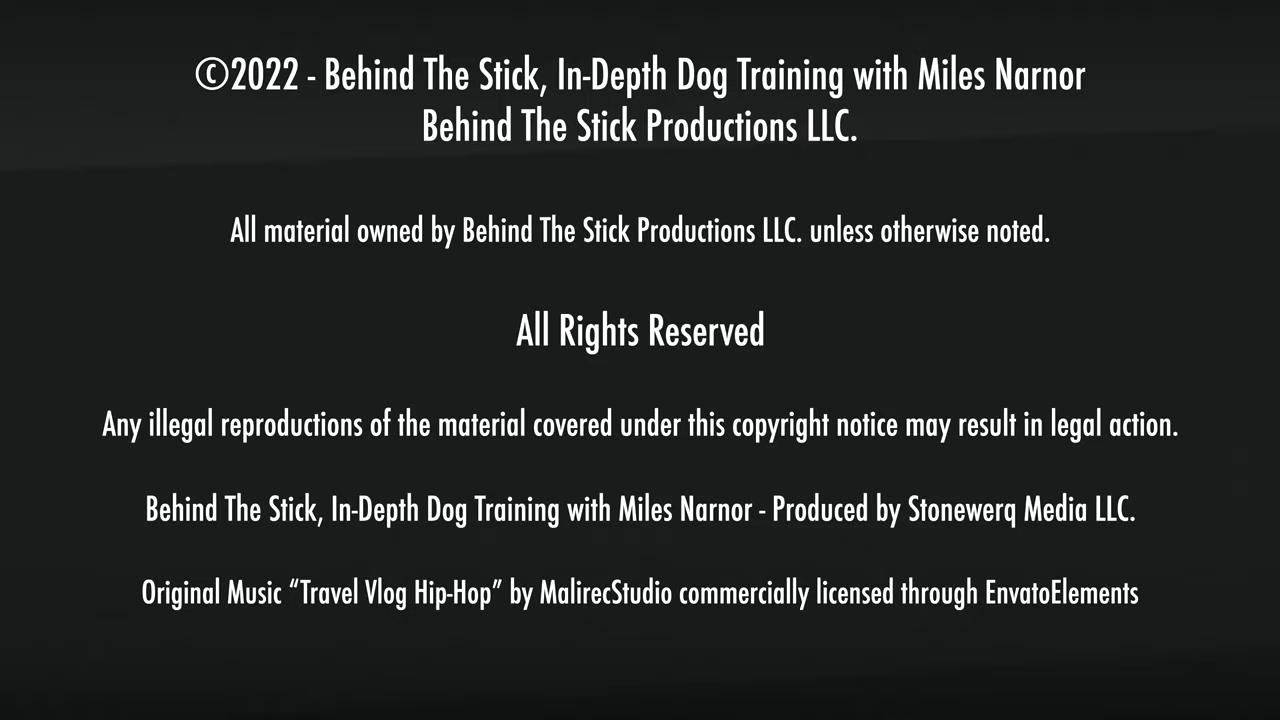 ©2022 - Behind The Stick, In-Depth Dog Training with Miles Narnor
Behind The Stick Productions LLC.
All material owned by Behind The Stick Productions LLC. unless otherwise noted.
All Rights Reserved
Any illegal reproductions of the material covered under this copyright notice may result in legal action.
Behind The Stick, In-Depth Dog Training with Miles Narnor - Produced by Stonewerq Media LLC.
Original Music “Travel Vlog Hip-Hop” by MalirecStudio commercially licensed through EnvatoElements